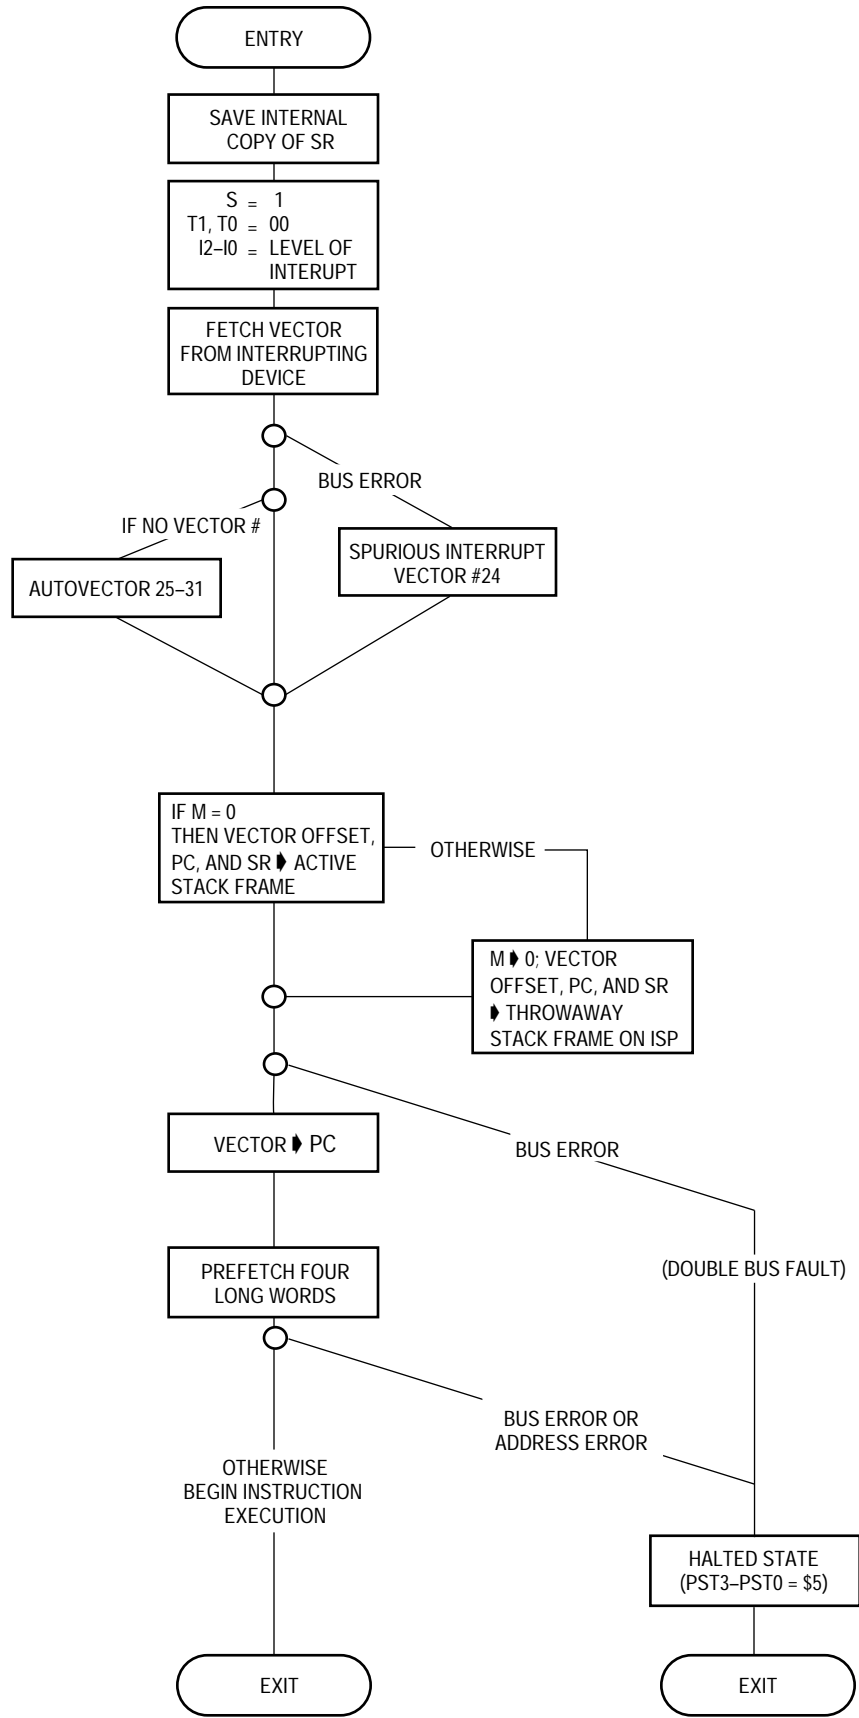 ENTRY
SAVE INTERNAL
COPY OF SR
S = 1
T1, T0 = 00
I2–I0 = LEVEL OF
INTERUPT
FETCH VECTOR
FROM INTERRUPTING
DEVICE
BUS ERROR
IF NO VECTOR #
SPURIOUS INTERRUPT
VECTOR #24
AUTOVECTOR 25–31
IF M = 0
THEN VECTOR OFFSET,
PC, AND SR ➧ ACTIVE
STACK FRAME
OTHERWISE
M ➧ 0; VECTOR
OFFSET, PC, AND SR
➧ THROWAWAY
STACK FRAME ON ISP
VECTOR ➧ PC
BUS ERROR
(DOUBLE BUS FAULT)
PREFETCH FOUR
LONG WORDS
BUS ERROR OR
ADDRESS ERROR
OTHERWISE
BEGIN INSTRUCTION
EXECUTION
HALTED STATE
(PST3–PST0 = $5)
EXIT
EXIT